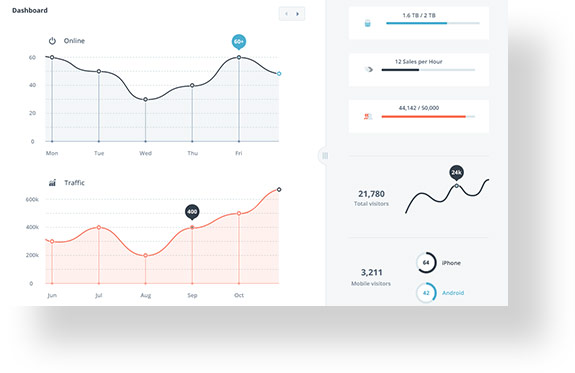 Dashboard
Online
60+
60
40
20
0
Mon Tue Wed Thu Fri
Traffic
400
600k
400k
200k
0
Jun Jul Aug Sep Oct
1.6 TB / 2 TB
12 Sales per Hour
44,142 / 50,000
24k
21,780
Total visitors
64 iPhone
3,211
Mobile visitors
42 Android